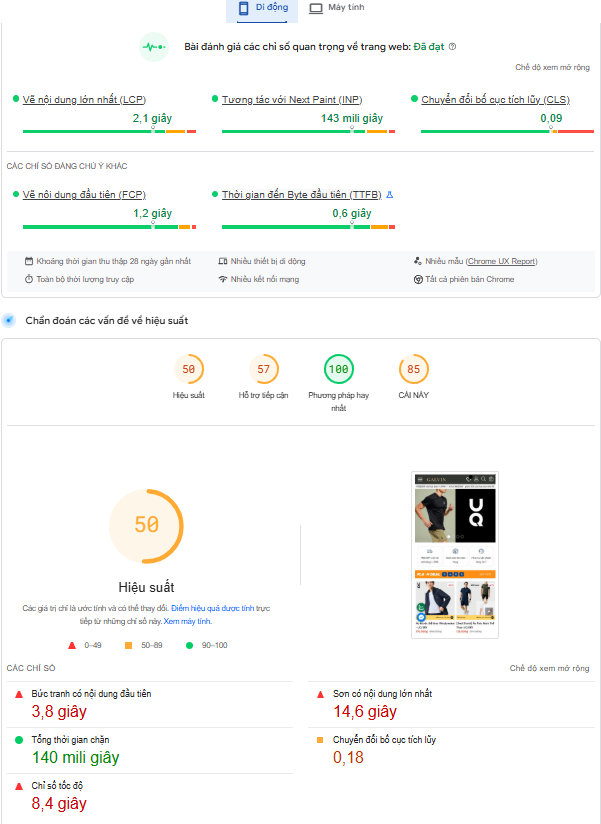 Di động
Máy tính
Bài đánh giá các chỉ số quan trọng về trang web: Đã đạt
Chế độ xem mở rộng
Vẽ nội dung lớn nhất (LCP)
2,1 giây
Tương tác với Next Paint (INP)
143 mili giây
Chuyển đổi bố cục tích lũy (CLS)
0,09
CÁC CHỈ SỐ ĐÁNG CHÚ Ý KHÁC
Vẽ nội dung đầu tiên (FCP)
1,2 giây
Thời gian đến Byte đầu tiên (TTFB)
0,6 giây
Khoảng thời gian thu thập 28 ngày gần nhất
Nhiều thiết bị di động
Nhiều mẫu (Chrome UX Report)
Toàn bộ thời lượng truy cập
Nhiều kết nối mạng
Tất cả phiên bản Chrome
Chẩn đoán các vấn đề về hiệu suất
50
57
100
85
Hiệu suất
Hỗ trợ tiếp cận
Phương pháp hay nhất
CÁI NÀY
50
Hiệu suất
Các giá trị chỉ là ước tính và có thể thay đổi. Điểm hiệu quả được tính trực
tiếp từ những chỉ số này. Xem máy tính.
0–49
50–89
90–100
UQ
CÁC CHỈ SỐ
Chế độ xem mở rộng
Bức tranh có nội dung đầu tiên
3,8 giây
Sơn có nội dung lớn nhất
14,6 giây
Tổng thời gian chặn
140 mili giây
Chuyển đổi bố cục tích lũy
0,18
Chỉ số tốc độ
8,4 giây